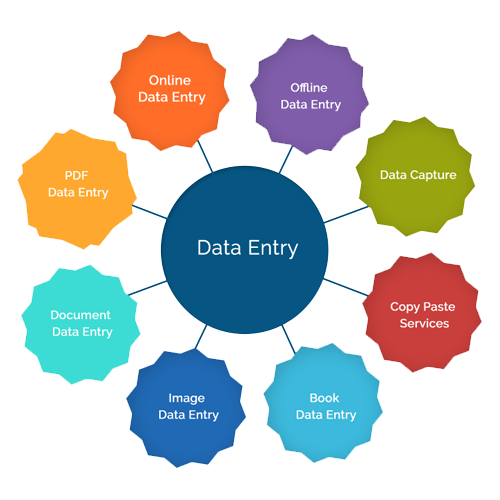 Online
Data Entry
Offline
Data Entry
PDF
Data Entry
Data Capture
Data Entry
Document
Data Entry
Copy Paste
Services
Image
Data Entry
Book
Data Entry